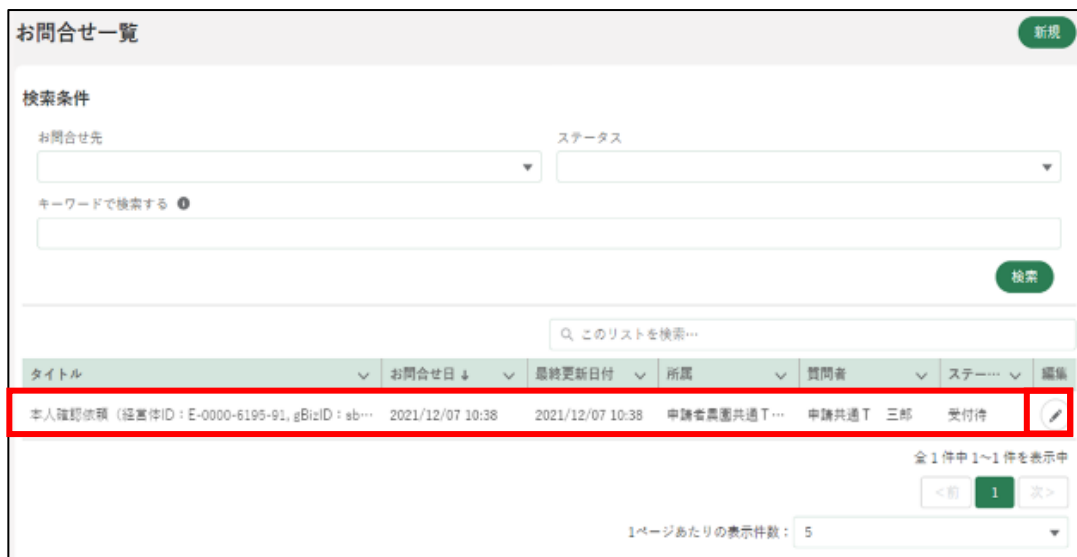 お問合せ一覧
新規
検索条件
お問合せ先
ステータス
キーワードで検索する
検索
このリストを検索…
タイトル お問合せ日 最終更新日付 所属 質問者 ステー… 編集
本人確認依頼（経営体ID：E-0000-6195-91, gBizID：sb… 2021/12/07 10:38 2021/12/07 10:38 申請者農園共通T… 申請共通T 三郎 受付待
全1件中1～1件を表示中
<前 1 次>
1ページあたりの表示件数： 5